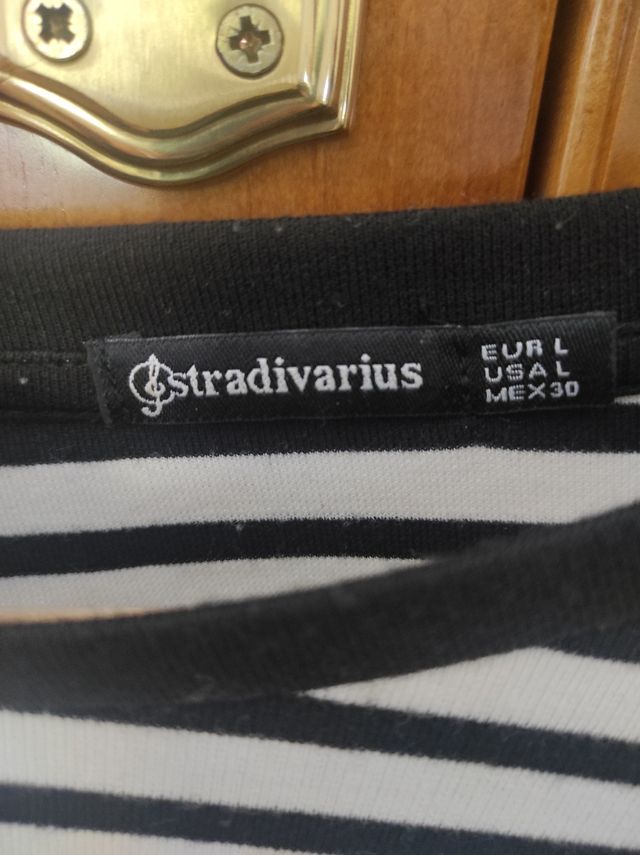 stradivarius
EUR L
USA L
MEX 30